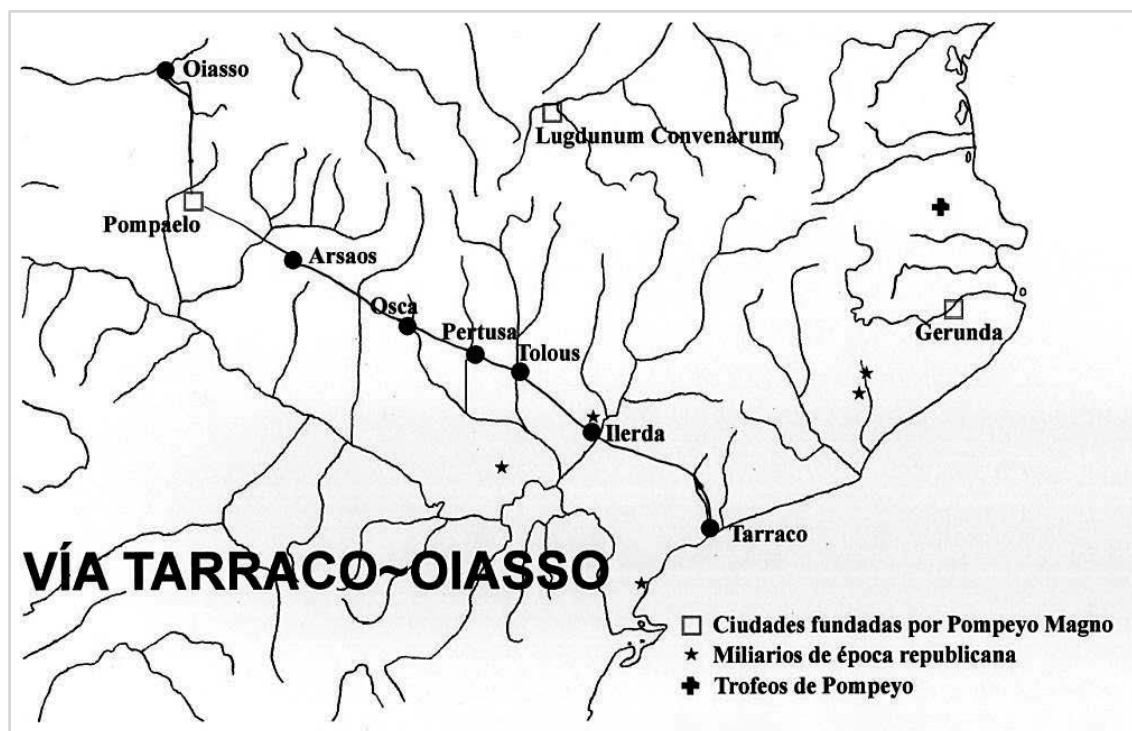 Oiasso
Lugdunum Convenarum
Pompaelo
Arsaos
Osca
Pertusa
Tolous
Gerunda
Ilerda
Tarraco
VÍA TARRACO~OIASSO
Ciudades fundadas por Pompeyo Magno
Miliarios de época republicana
Trofeos de Pompeyo